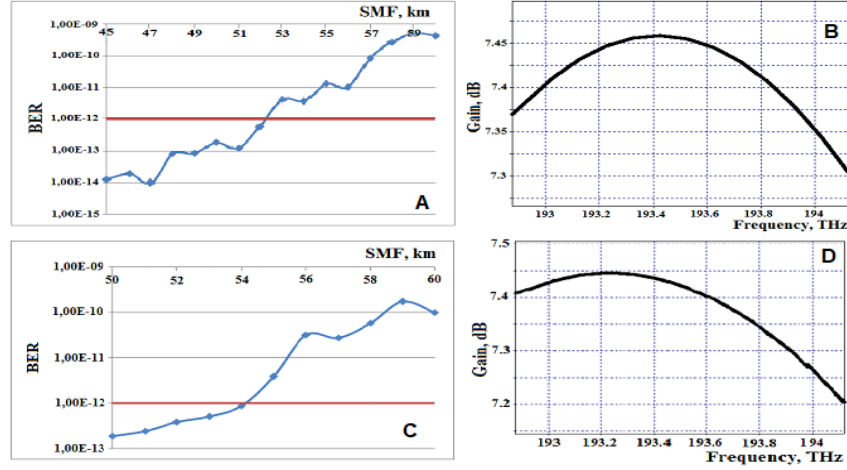 SMF, km
1,00E-09
45 47 49 51 53 55 57 59
1,00E-10
1,00E-11
1,00E-12
1,00E-13
1,00E-14
1,00E-15
BER
A
B
7.45
7.4
7.35
7.3
Gain, dB
193 193.2 193.4 193.6 193.8 194
Frequency, THz
SMF, km
1,00E-09
50 52 54 56 58 60
1,00E-10
1,00E-11
1,00E-12
1,00E-13
BER
C
D
7.5
7.4
7.3
7.2
Gain, dB
193 193.2 193.4 193.6 193.8 194
Frequency, THz